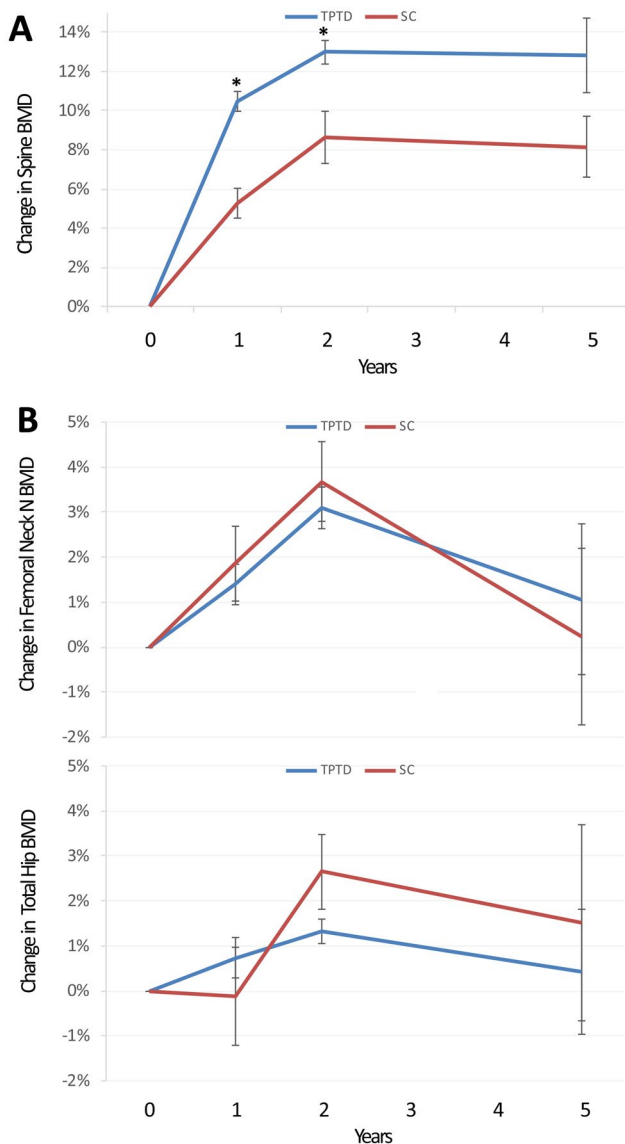 A
TPTD SC
14%
12%
10%
8%
6%
4%
2%
0%
*
*
Change in Spine BMD
0 1 2 3 4 5
Years
B
TPTD SC
5%
4%
3%
2%
1%
0%
-1%
-2%
Change in Femoral Neck N BMD
TPTD SC
5%
4%
3%
2%
1%
0%
-1%
-2%
Change in Total Hip BMD
0 1 2 3 4 5
Years